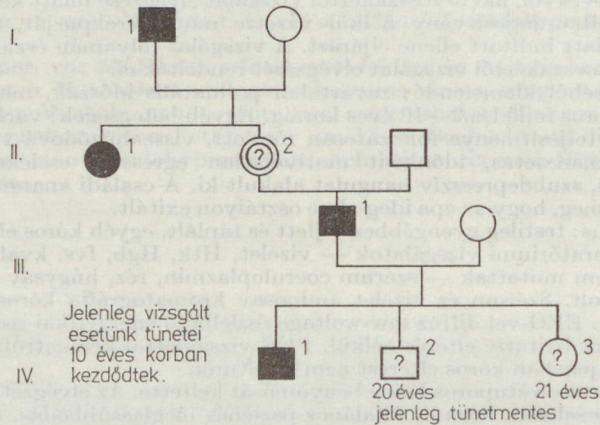 I.
1
II.
1
?
2
1
III.
Jelenleg vizsgált
esetünk tünetei
10 éves korban
kezdődtek.
IV.
1
?
2
?
3
20 éves
21 éves
jelenleg tünetmentes